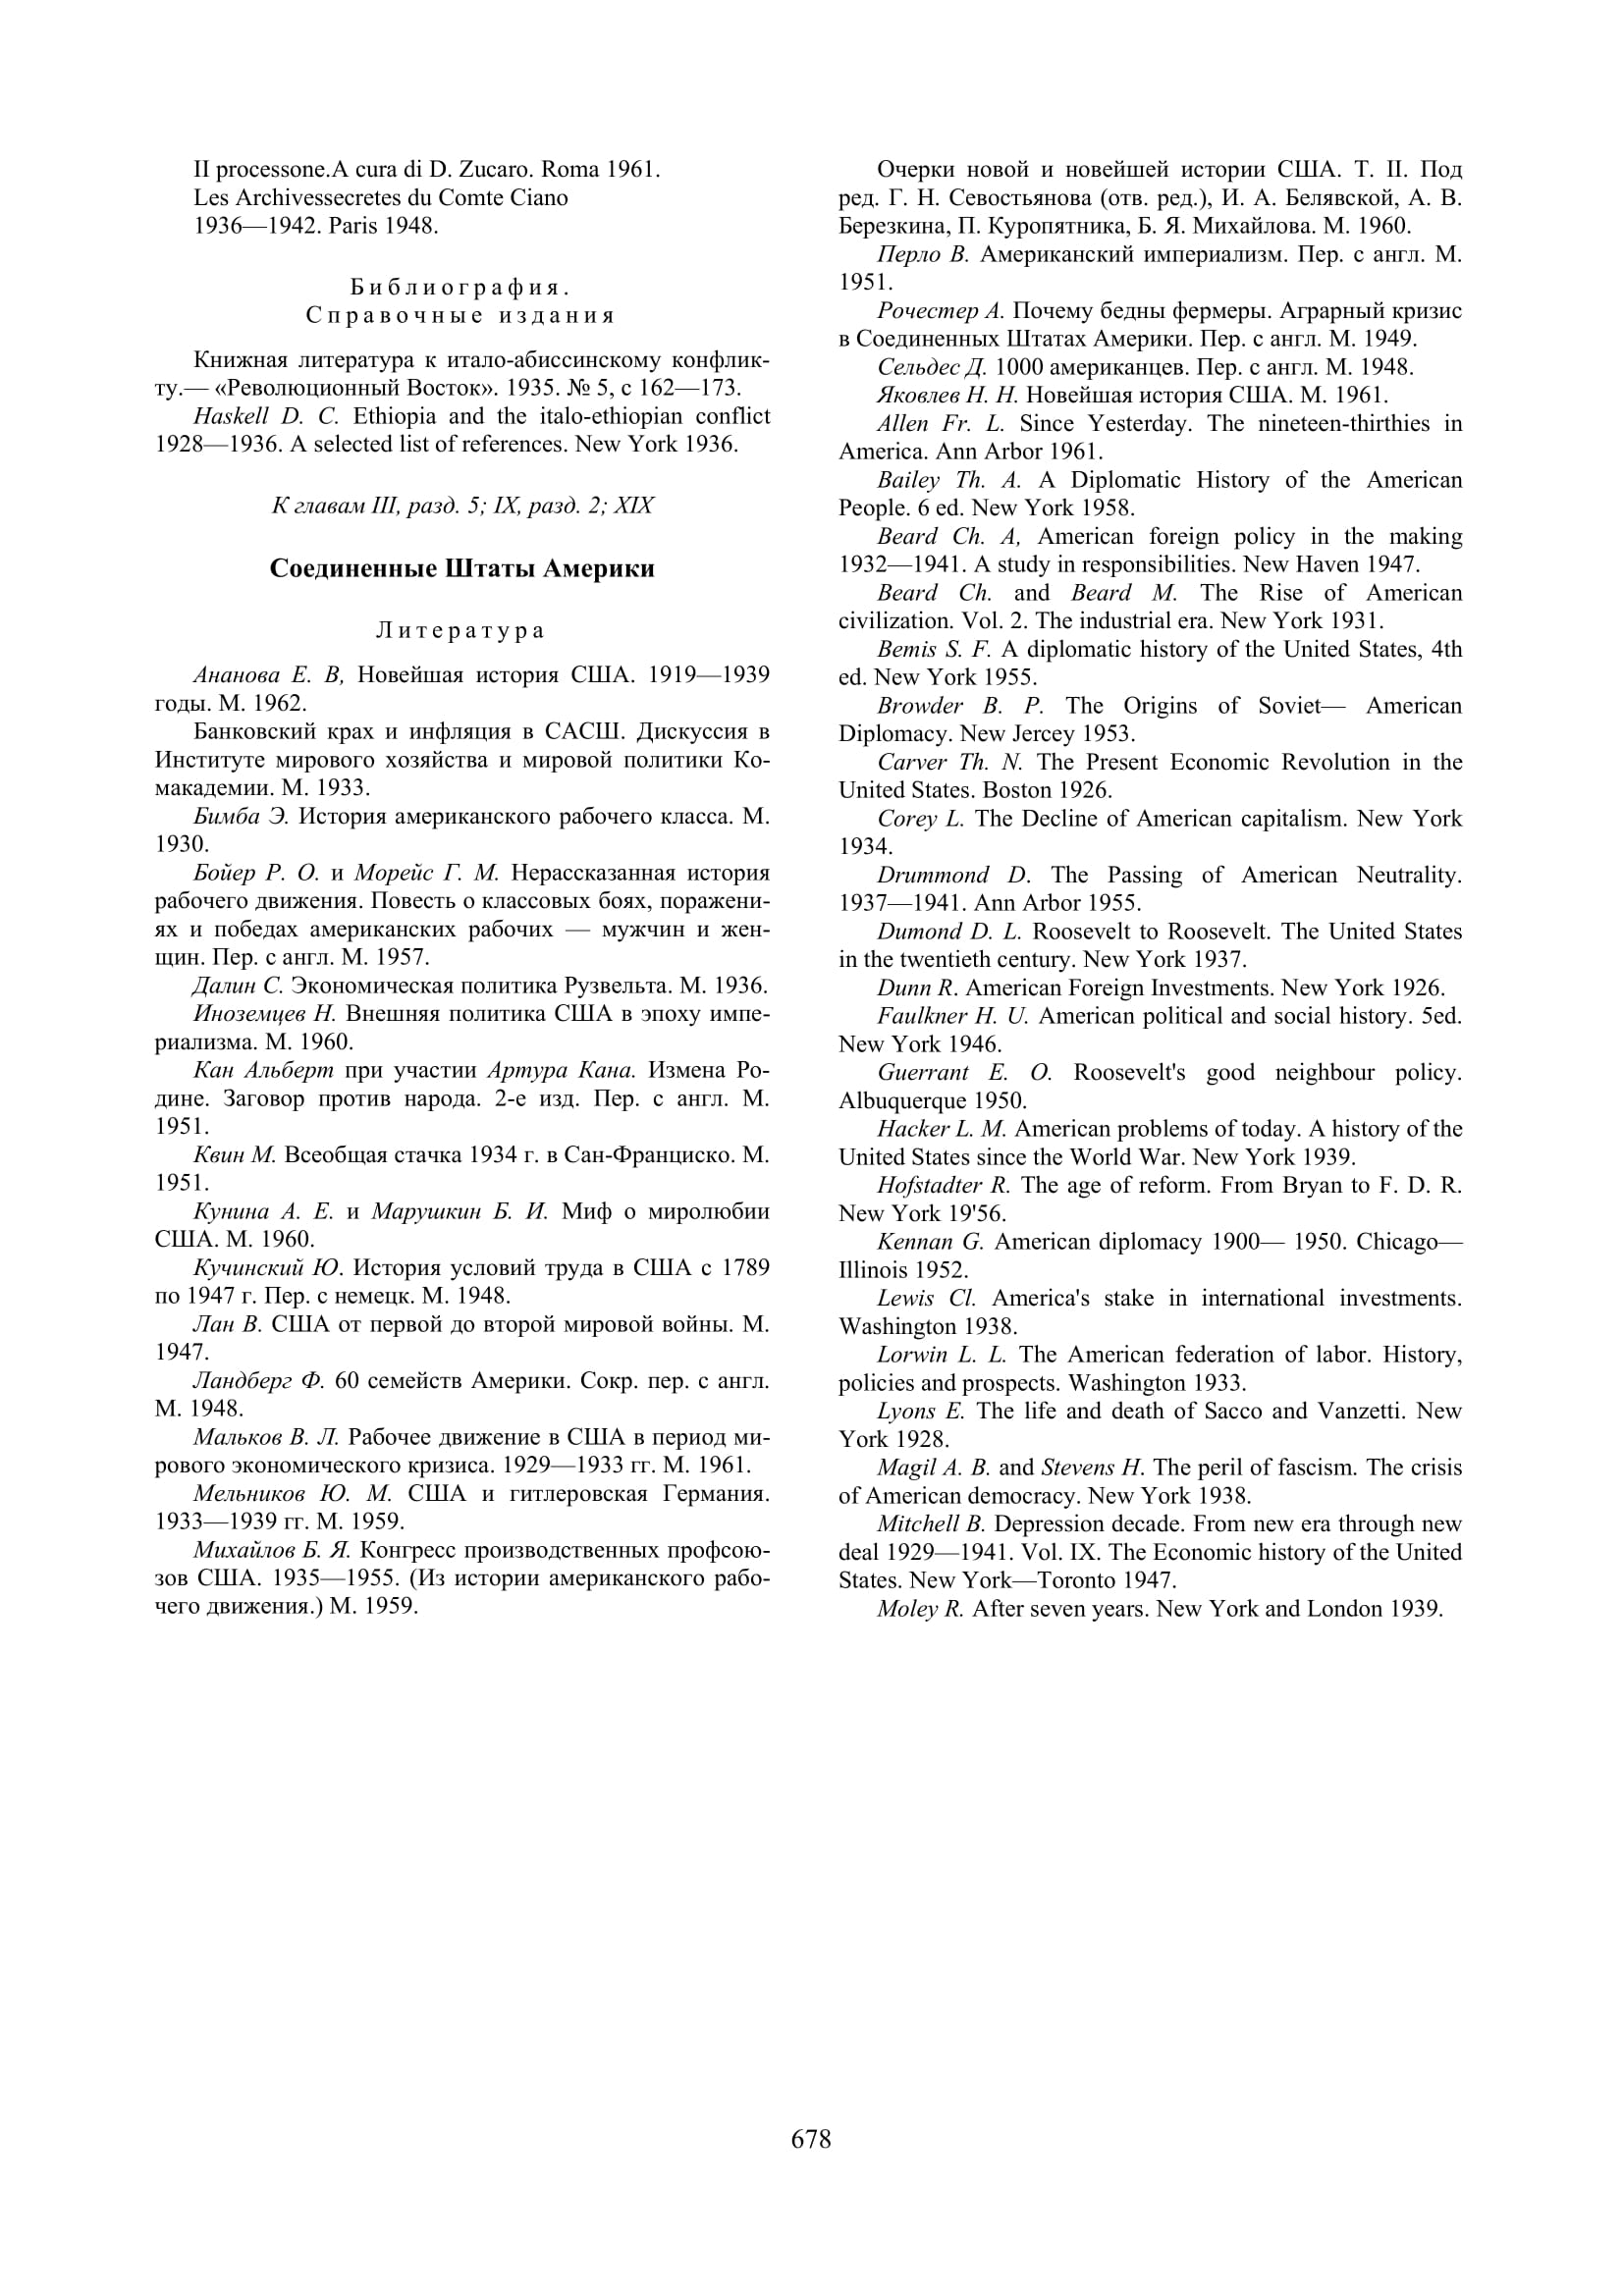 II processone.A cura di D. Zucaro. Roma 1961.
Les Archivessecretes du Comte Ciano
1936—1942. Paris 1948.
Библиография.
Справочные издания
Книжная литература к итало-абиссинскому конфлик-
ту.— «Революционный Восток». 1935. № 5, с 162—173.
Haskell D. C. Ethiopia and the italo-ethiopian conflict
1928—1936. A selected list of references. New York 1936.
К главам III, разд. 5; IX, разд. 2; XIX
Соединенные Штаты Америки
Литература
Ананова Е. В, Новейшая история США. 1919—1939
годы. М. 1962.
Банковский крах и инфляция в САСШ. Дискуссия в
Институте мирового хозяйства и мировой политики Ко-
макадемии. М. 1933.
Бимба Э. История американского рабочего класса. М.
1930.
Бойер Р. О. и Морейс Г. М. Нерассказанная история
рабочего движения. Повесть о классовых боях, поражени-
ях и победах американских рабочих — мужчин и жен-
щин. Пер. с англ. М. 1957.
Далин С. Экономическая политика Рузвельта. М. 1936.
Иноземцев Н. Внешняя политика США в эпоху импе-
риализма. М. 1960.
Кан Альберт при участии Артура Кана. Измена Ро-
дине. Заговор против народа. 2-е изд. Пер. с англ. М.
1951.
Квин М. Всеобщая стачка 1934 г. в Сан-Франциско. М.
1951.
Кунина А. Е. и Марушкин Б. И. Миф о миролюбии
США. М. 1960.
Кучинский Ю. История условий труда в США с 1789
по 1947 г. Пер. с немецк. М. 1948.
Лан В. США от первой до второй мировой войны. М.
1947.
Ландберг Ф. 60 семейств Америки. Сокр. пер. с англ.
М. 1948.
Мальков В. Л. Рабочее движение в США в период ми-
рового экономического кризиса. 1929—1933 гг. М. 1961.
Мельников Ю. М. США и гитлеровская Германия.
1933—1939 гг. М. 1959.
Михайлов Б. Я. Конгресс производственных профсою-
зов США. 1935—1955. (Из истории американского рабо-
чего движения.) М. 1959.
Очерки новой и новейшей истории США. Т. II. Под
ред. Г. Н. Севостьянова (отв. ред.), И. А. Белявской, А. В.
Березкина, П. Куропятника, Б. Я. Михайлова. М. 1960.
Перло В. Американский империализм. Пер. с англ. М.
1951.
Рочестер А. Почему бедны фермеры. Аграрный кризис
в Соединенных Штатах Америки. Пер. с англ. М. 1949.
Сельдес Д. 1000 американцев. Пер. с англ. М. 1948.
Яковлев Н. Н. Новейшая история США. М. 1961.
Allen Fr. L. Since Yesterday. The nineteen-thirthies in
America. Ann Arbor 1961.
Bailey Th. A. A Diplomatic History of the American
People. 6 ed. New York 1958.
Beard Ch. A, American foreign policy in the making
1932—1941. A study in responsibilities. New Haven 1947.
Beard Ch. and Beard M. The Rise of American
civilization. Vol. 2. The industrial era. New York 1931.
Bemis S. F. A diplomatic history of the United States, 4th
ed. New York 1955.
Browder B. P. The Origins of Soviet— American
Diplomacy. New Jercey 1953.
Carver Th. N. The Present Economic Revolution in the
United States. Boston 1926.
Corey L. The Decline of American capitalism. New York
1934.
Drummond D. The Passing of American Neutrality.
1937—1941. Ann Arbor 1955.
Dumond D. L. Roosevelt to Roosevelt. The United States
in the twentieth century. New York 1937.
Dunn R. American Foreign Investments. New York 1926.
Faulkner H. U. American political and social history. 5ed.
New York 1946.
Guerrant E. O. Roosevelt's good neighbour policy.
Albuquerque 1950.
Hacker L. M. American problems of today. A history of the
United States since the World War. New York 1939.
Hofstadter R. The age of reform. From Bryan to F. D. R.
New York 19'56.
Kennan G. American diplomacy 1900— 1950. Chicago—
Illinois 1952.
Lewis Cl. America's stake in international investments.
Washington 1938.
Lorwin L. L. The American federation of labor. History,
policies and prospects. Washington 1933.
Lyons E. The life and death of Sacco and Vanzetti. New
York 1928.
Magil A. B. and Stevens H. The peril of fascism. The crisis
of American democracy. New York 1938.
Mitchell B. Depression decade. From new era through new
deal 1929—1941. Vol. IX. The Economic history of the United
States. New York—Toronto 1947.
Moley R. After seven years. New York and London 1939.
678